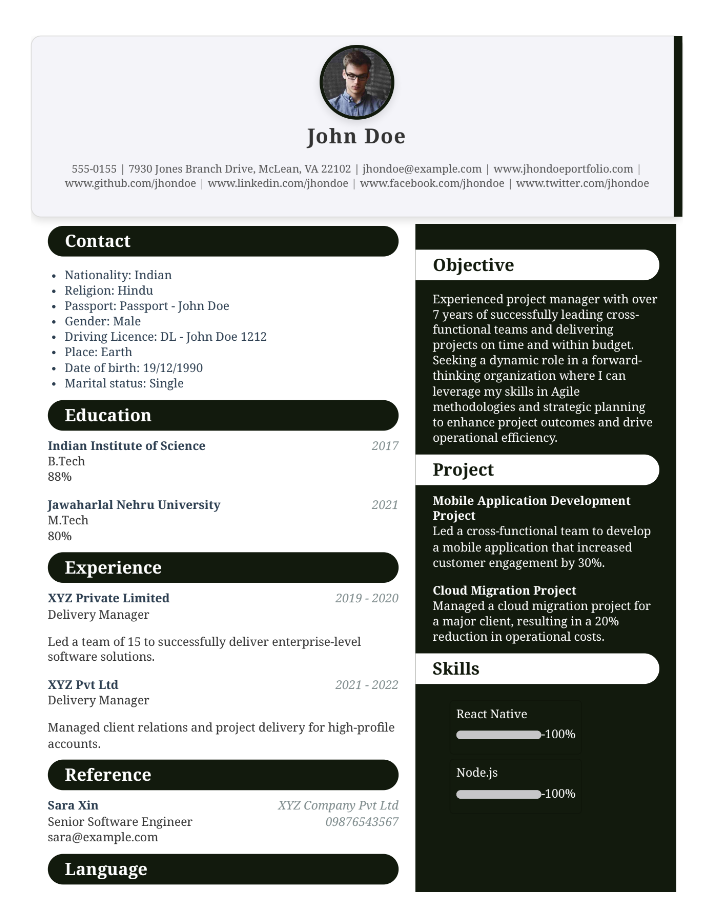 John Doe
555-0155 | 7930 Jones Branch Drive, McLean, VA 22102 | jhondoe@example.com | www.jhondoeportfolio.com |
www.github.com/jhondoe | www.linkedin.com/jhondoe | www.facebook.com/jhondoe | www.twitter.com/jhondoe
Contact
• Nationality: Indian
• Religion: Hindu
• Passport: Passport - John Doe
• Gender: Male
• Driving Licence: DL - John Doe 1212
• Place: Earth
• Date of birth: 19/12/1990
• Marital status: Single
Education
Indian Institute of Science 2017
B.Tech
88%
Jawaharlal Nehru University 2021
M.Tech
80%
Experience
XYZ Private Limited 2019 - 2020
Delivery Manager
Led a team of 15 to successfully deliver enterprise-level
software solutions.
XYZ Pvt Ltd 2021 - 2022
Delivery Manager
Managed client relations and project delivery for high-profile
accounts.
Reference
Sara Xin XYZ Company Pvt Ltd
Senior Software Engineer 09876543567
sara@example.com
Language
Objective
Experienced project manager with over
7 years of successfully leading cross-
functional teams and delivering
projects on time and within budget.
Seeking a dynamic role in a forward-
thinking organization where I can
leverage my skills in Agile
methodologies and strategic planning
to enhance project outcomes and drive
operational efficiency.
Project
Mobile Application Development
Project
Led a cross-functional team to develop
a mobile application that increased
customer engagement by 30%.
Cloud Migration Project
Managed a cloud migration project for
a major client, resulting in a 20%
reduction in operational costs.
Skills
React Native
-100%
Node.js
-100%